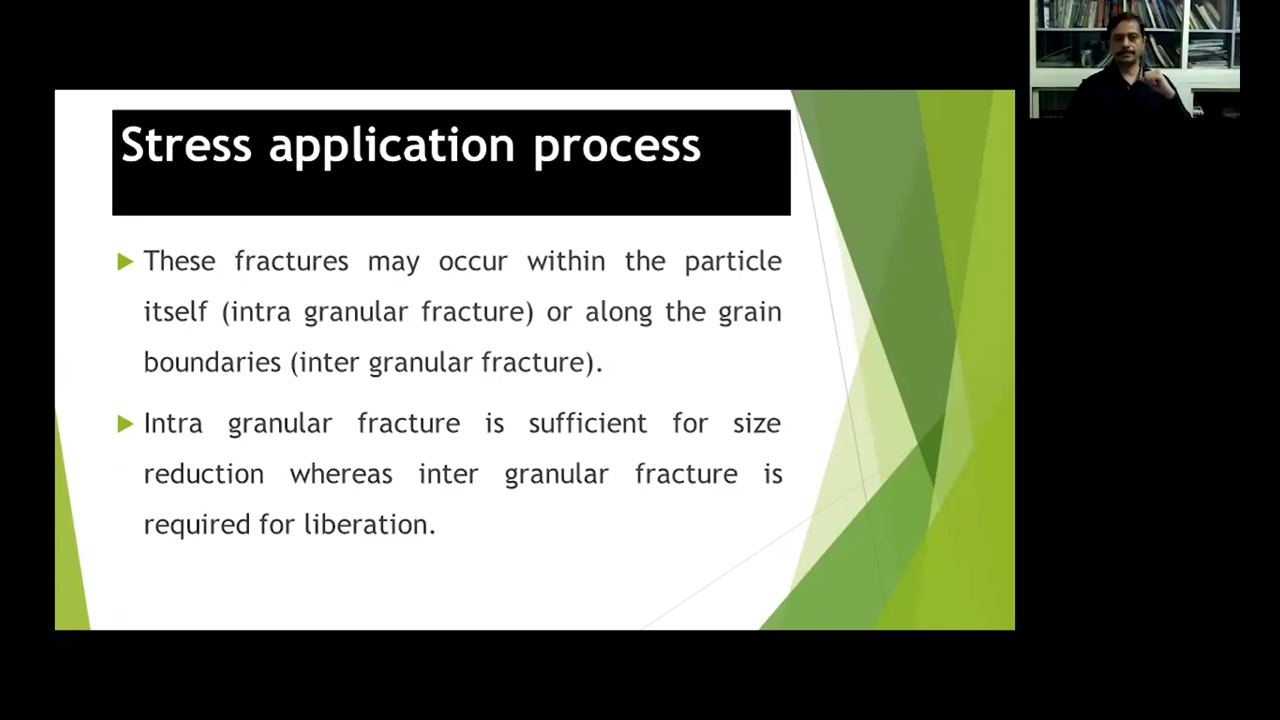 Stress application process
These fractures may occur within the particle
itself (intra granular fracture) or along the grain
boundaries (inter granular fracture).
Intra granular fracture is sufficient for size
reduction whereas inter granular fracture is
required for liberation.